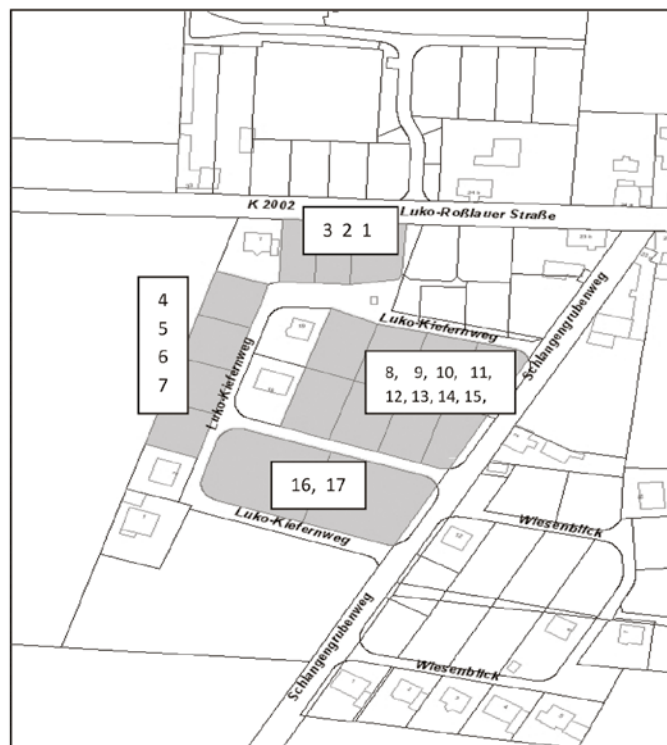 K 2002
Luko-Roßlauer Straße
3 2 1
4
5
6
7
Luko-Kiefernweg
Schlangengrubenweg
Luko-Kiefernweg
8, 9, 10, 11,
12, 13, 14, 15,
16, 17
Luko-Kiefernweg
Wiesenblick
Schlangengrubenweg
Wiesenblick